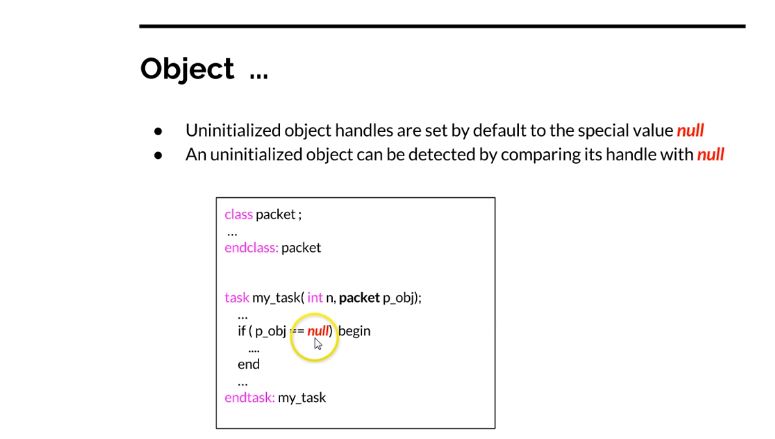 Object ...
● Uninitialized object handles are set by default to the special value null
● An uninitialized object can be detected by comparing its handle with null
class packet ;
...
endclass: packet
task my_task( int n, packet p_obj);
...
if ( p_obj == null) begin
....
end
...
endtask: my_task